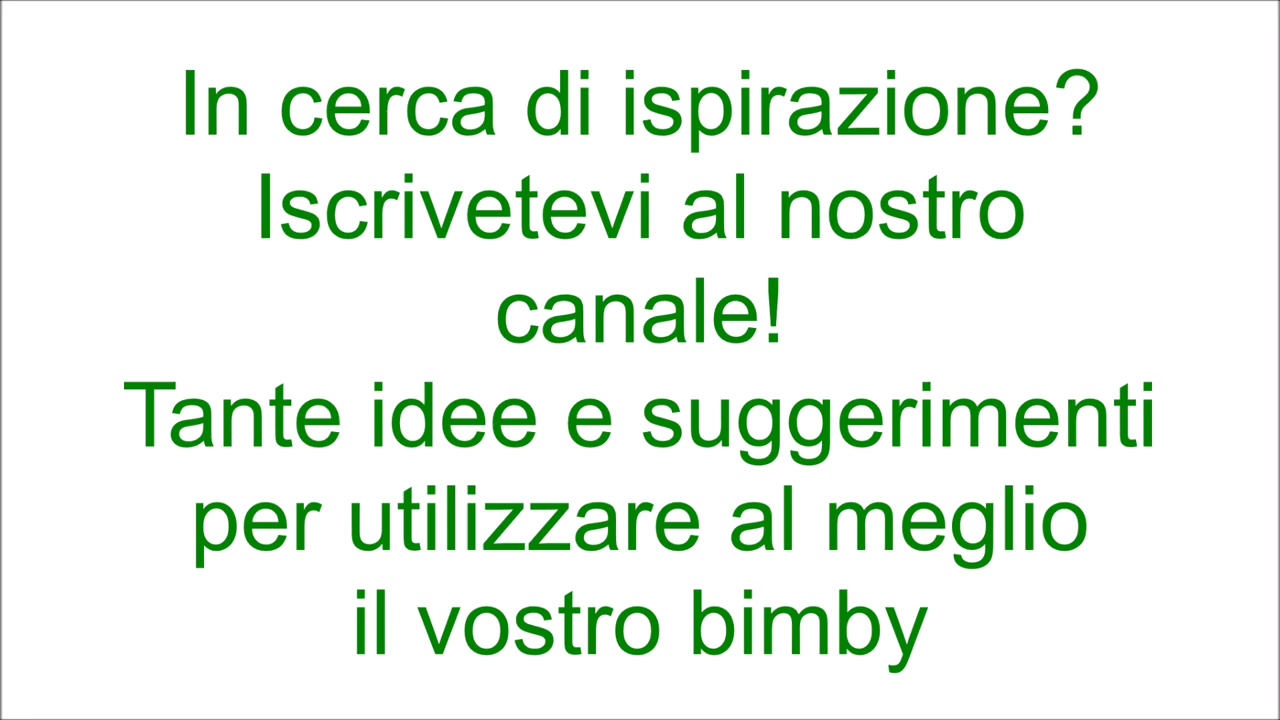 In cerca di ispirazione?
Iscrivetevi al nostro
canale!
Tante idee e suggerimenti
per utilizzare al meglio
il vostro bimby